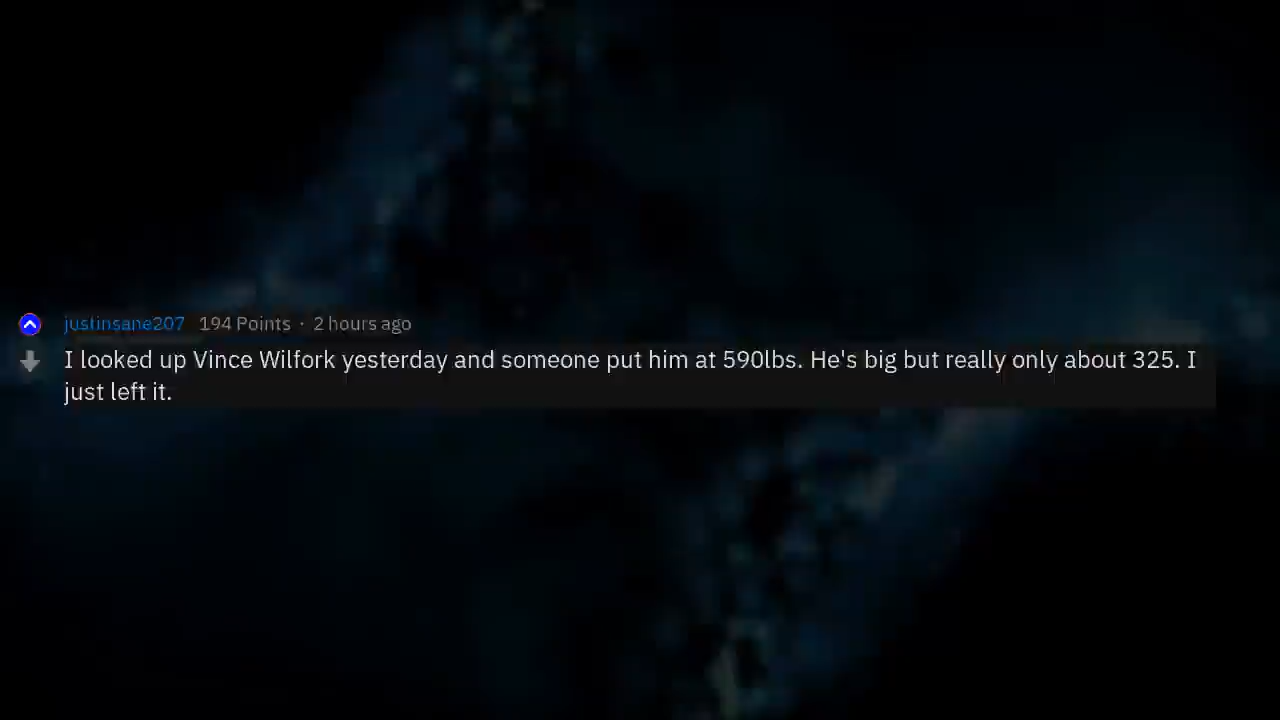 justinsane207 194 Points · 2 hours ago
I looked up Vince Wilfork yesterday and someone put him at 590lbs. He's big but really only about 325. I
just left it.